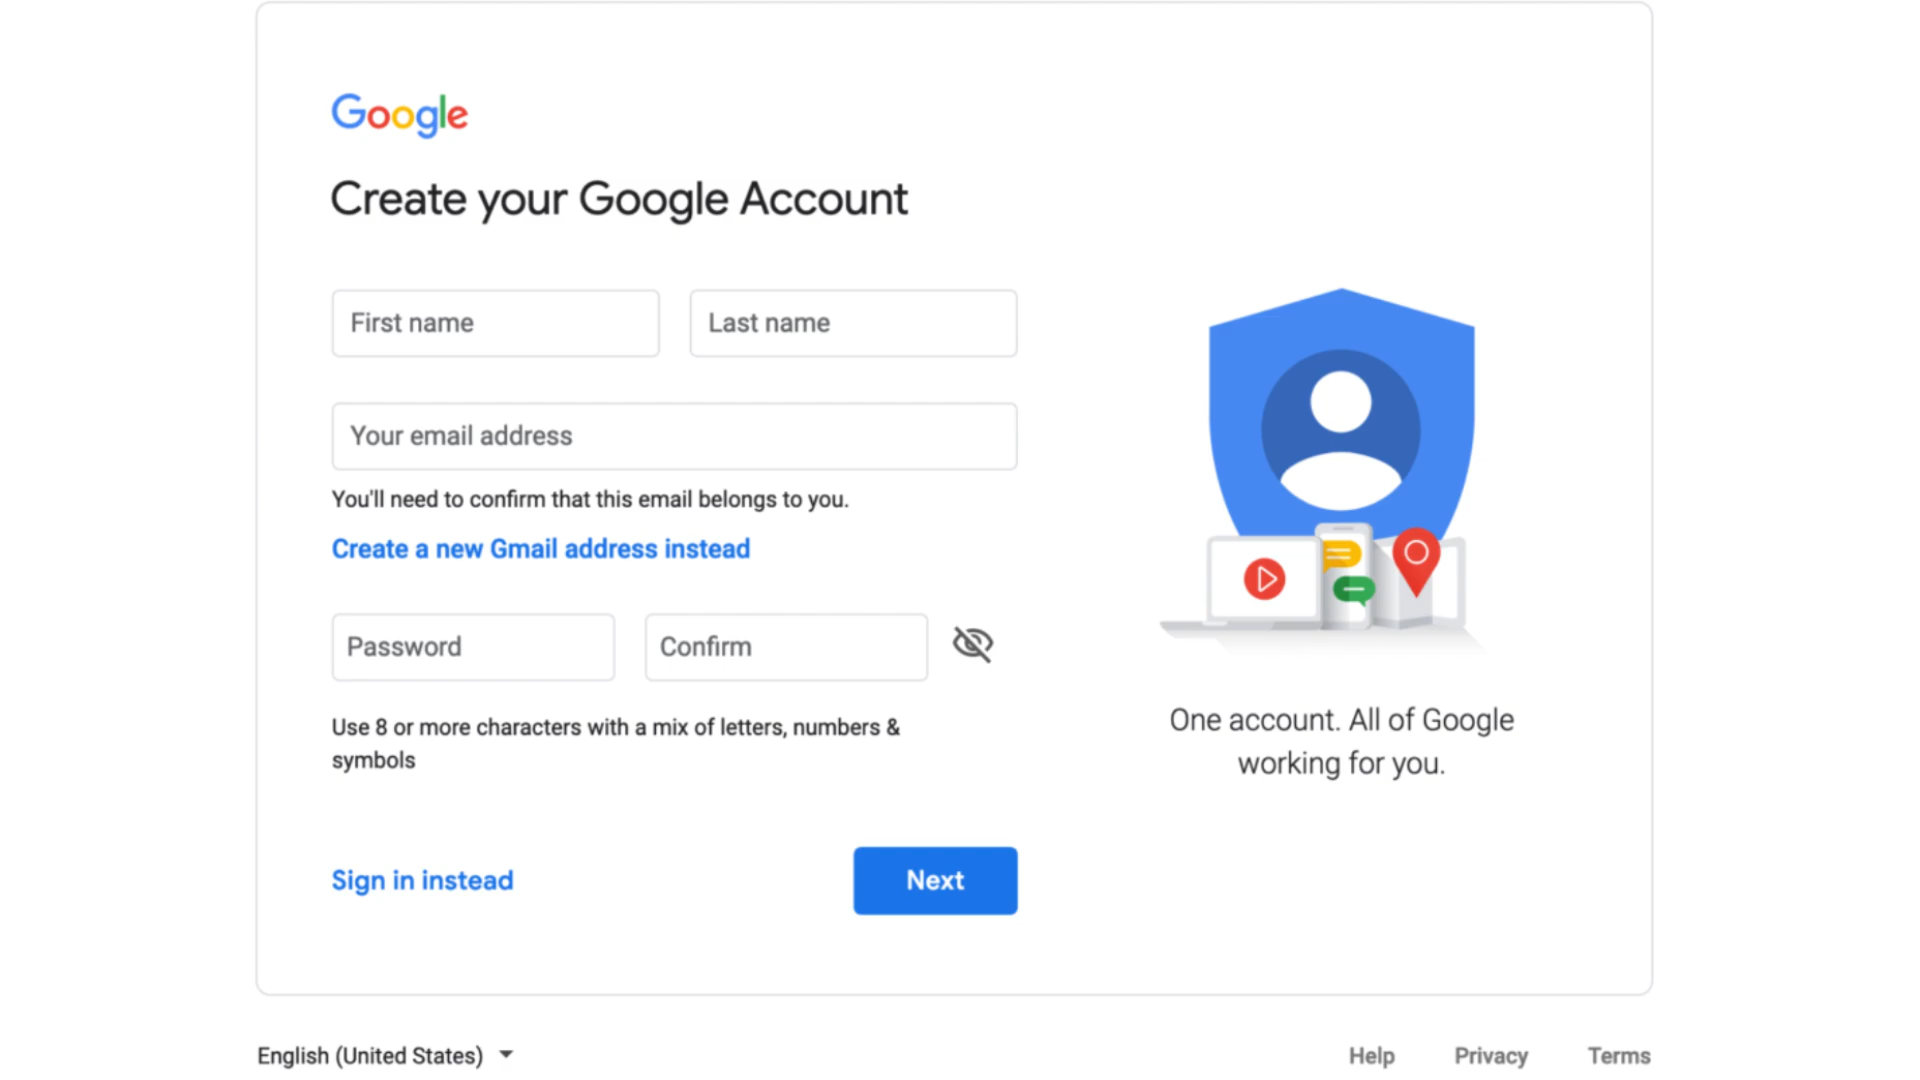 Google
Create your Google Account
First name
Last name
Your email address
You'll need to confirm that this email belongs to you.
Create a new Gmail address instead
Password
Confirm
Use 8 or more characters with a mix of letters, numbers &
symbols
Sign in instead
Next
One account. All of Google
working for you.
English (United States)
Help
Privacy
Terms